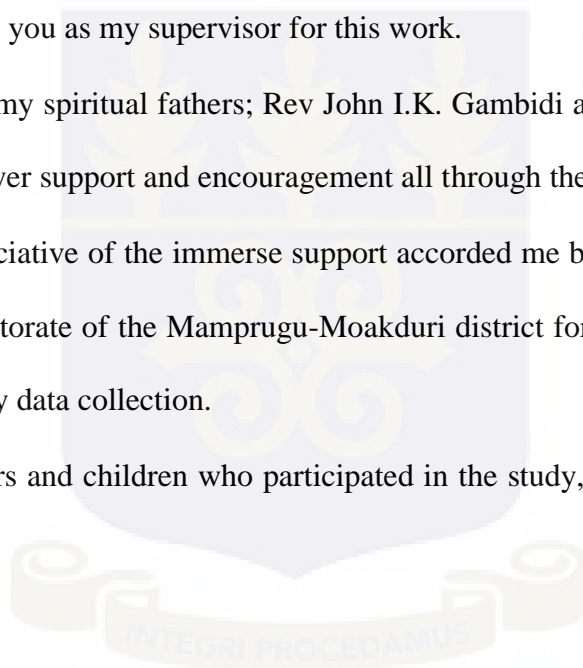 you as my supervisor for this work.
my spiritual fathers; Rev John I.K. Gambidi a
ver support and encouragement all through the
ciative of the immerse support accorded me b
torate of the Mamprugu-Moakduri district for
y data collection.
rs and children who participated in the study,
INTEGRI PROCEDAMUS